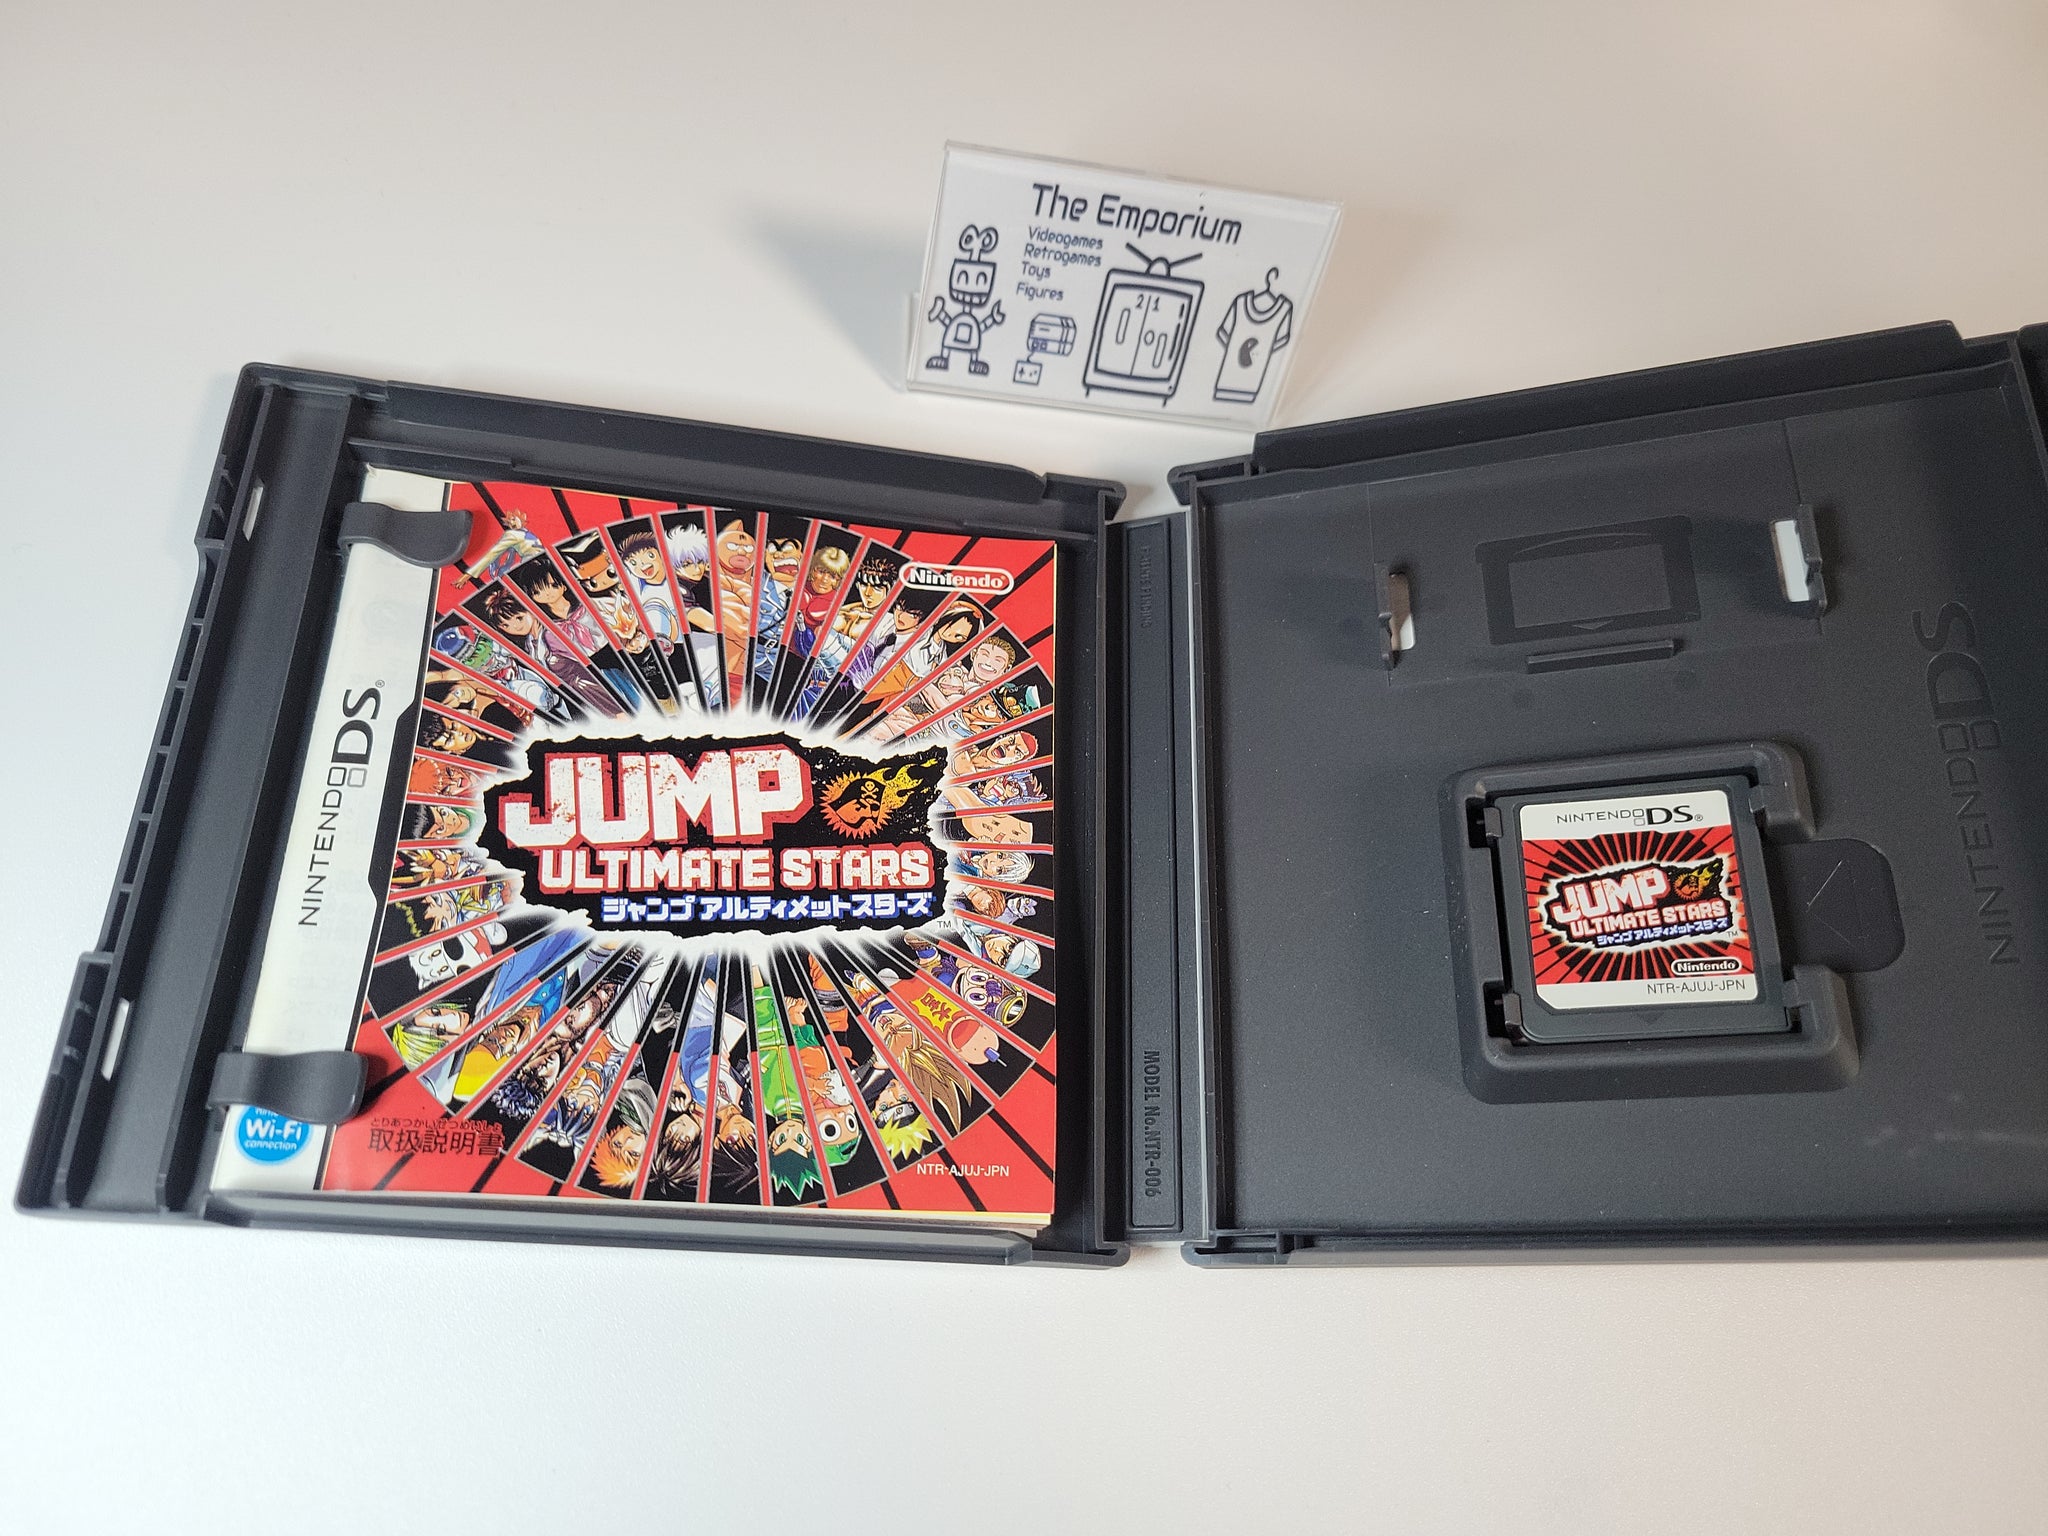 The Emporium
Videogames
Retrogames
Toys
Figures
2 1
NINTENDO DS®
Nintendo®
JUMP
ULTIMATE STARS
ジャンプ アルティメットスターズ
TM
大吉
Wi-Fi
connection
とりあつかいせつめいしょ
取扱説明書
NTR-AJUJ-JPN
MODEL No.NTR-006
NINTENDO DS®
JUMP
ULTIMATE STARS
ジャンプ アルティメットスターズ
TM
Nintendo
NTR-AJUJ-JPN
NINTENDO DS